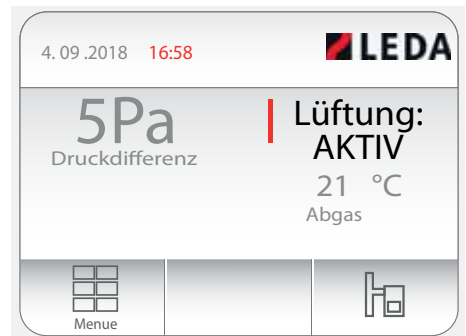 4. 09 .2018 16:58 LEDA
5Pa
Druckdifferenz
Lüftung:
AKTIV
21 °C
Abgas
Menue